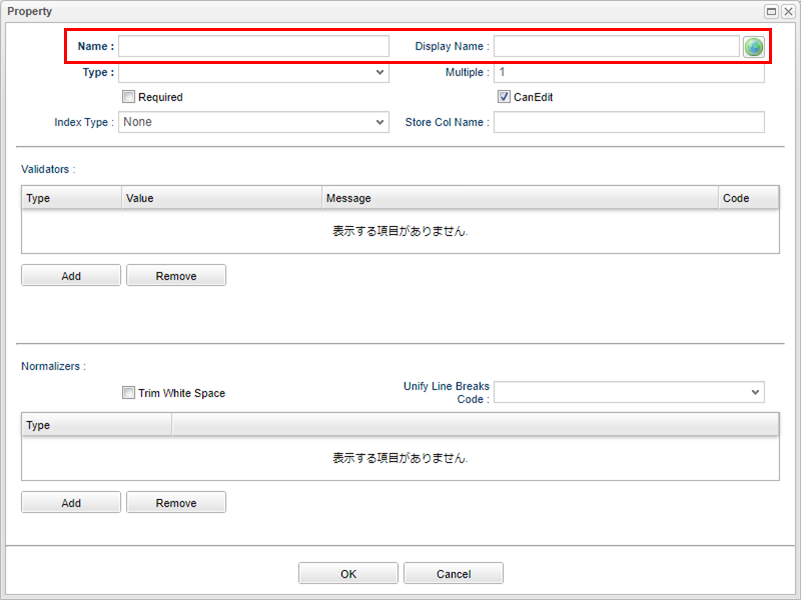 Property
Name :
Display Name :
Type :
Multiple : 1
Required
CanEdit
Index Type : None
Store Col Name :
Validators :
Type Value Message Code
表示する項目がありません.
Add Remove
Normalizers :
Trim White Space
Unify Line Breaks
Code :
Type
表示する項目がありません.
Add Remove
OK Cancel